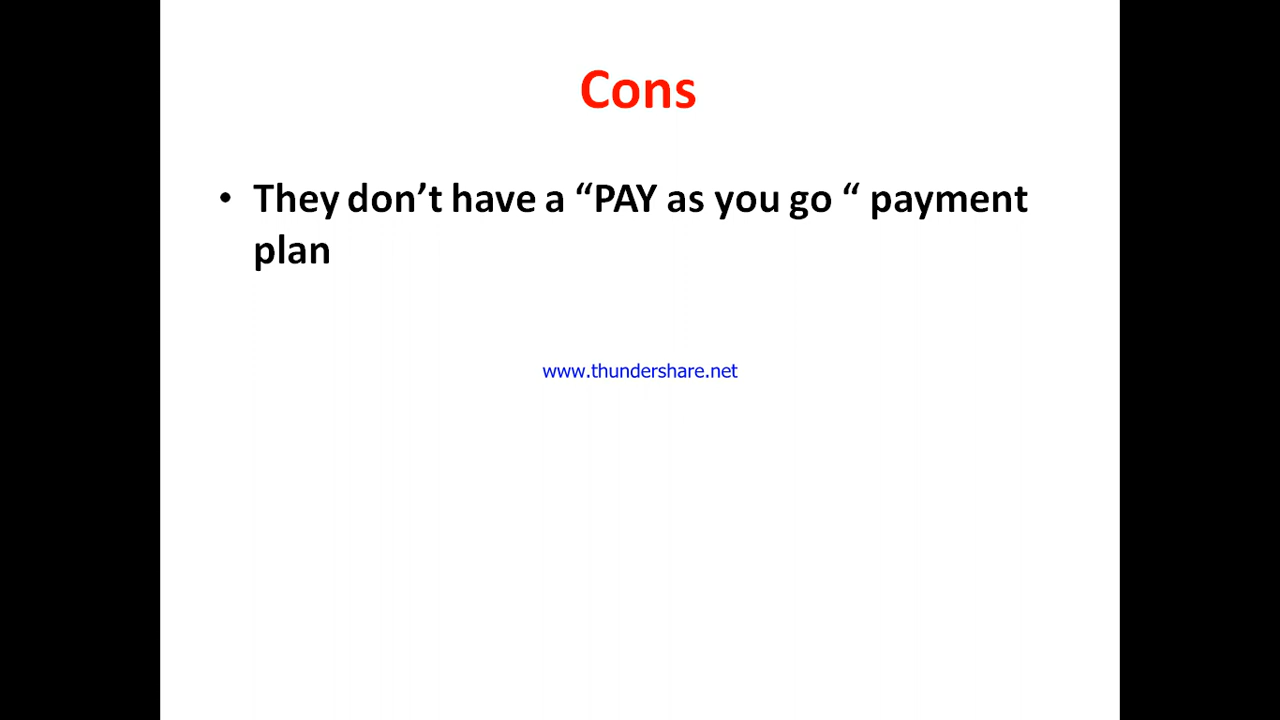 Cons
• They don’t have a “PAY as you go “ payment
plan
www.thundershare.net